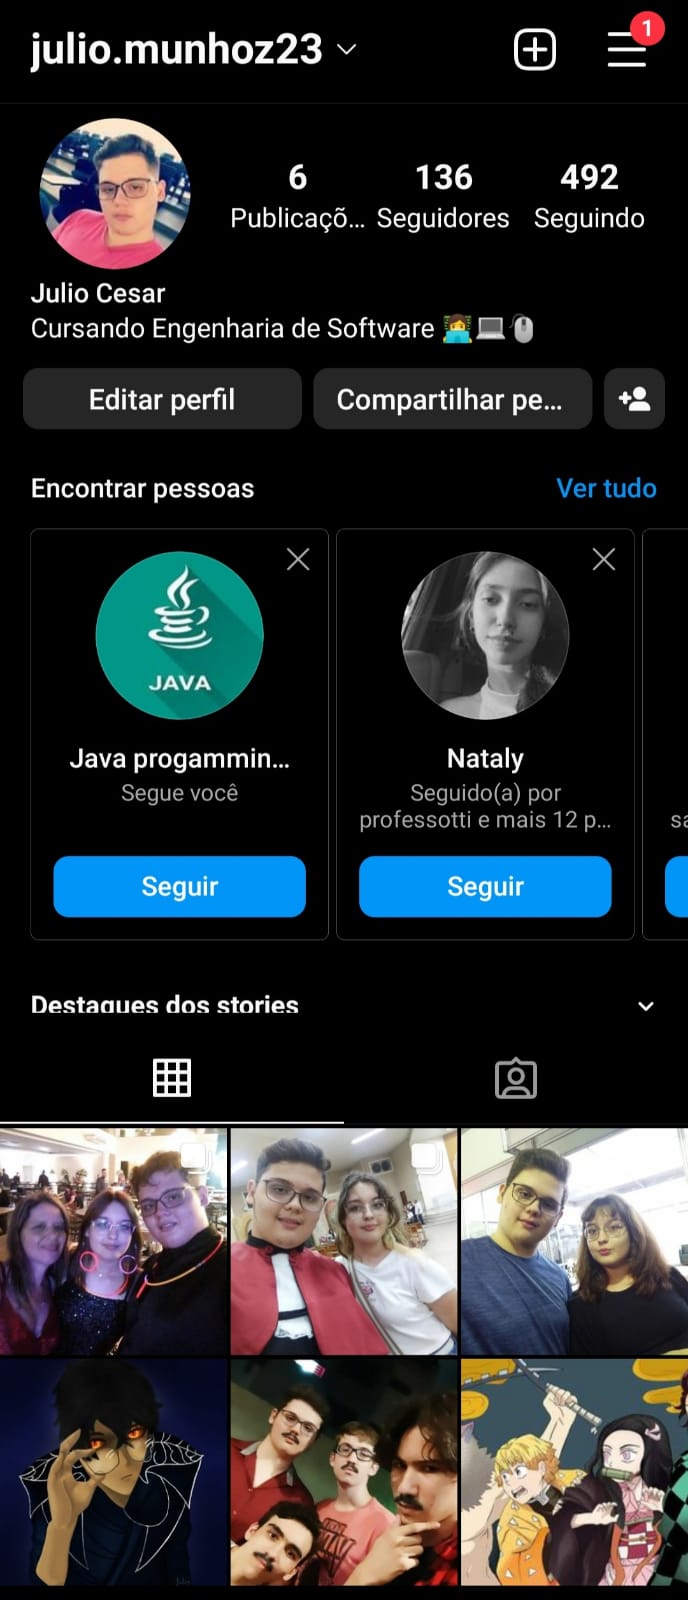 julio.munhoz23
1
6
136
492
Publicaçõ...
Seguidores
Seguindo
Julio Cesar
Cursando Engenharia de Software
Editar perfil
Compartilhar pe...
Encontrar pessoas
Ver tudo
JAVA
Java progammin...
Segue você
Seguir
Nataly
Seguido(a) por
professotti e mais 12 p...
Seguir
sa
Destaques dos stories